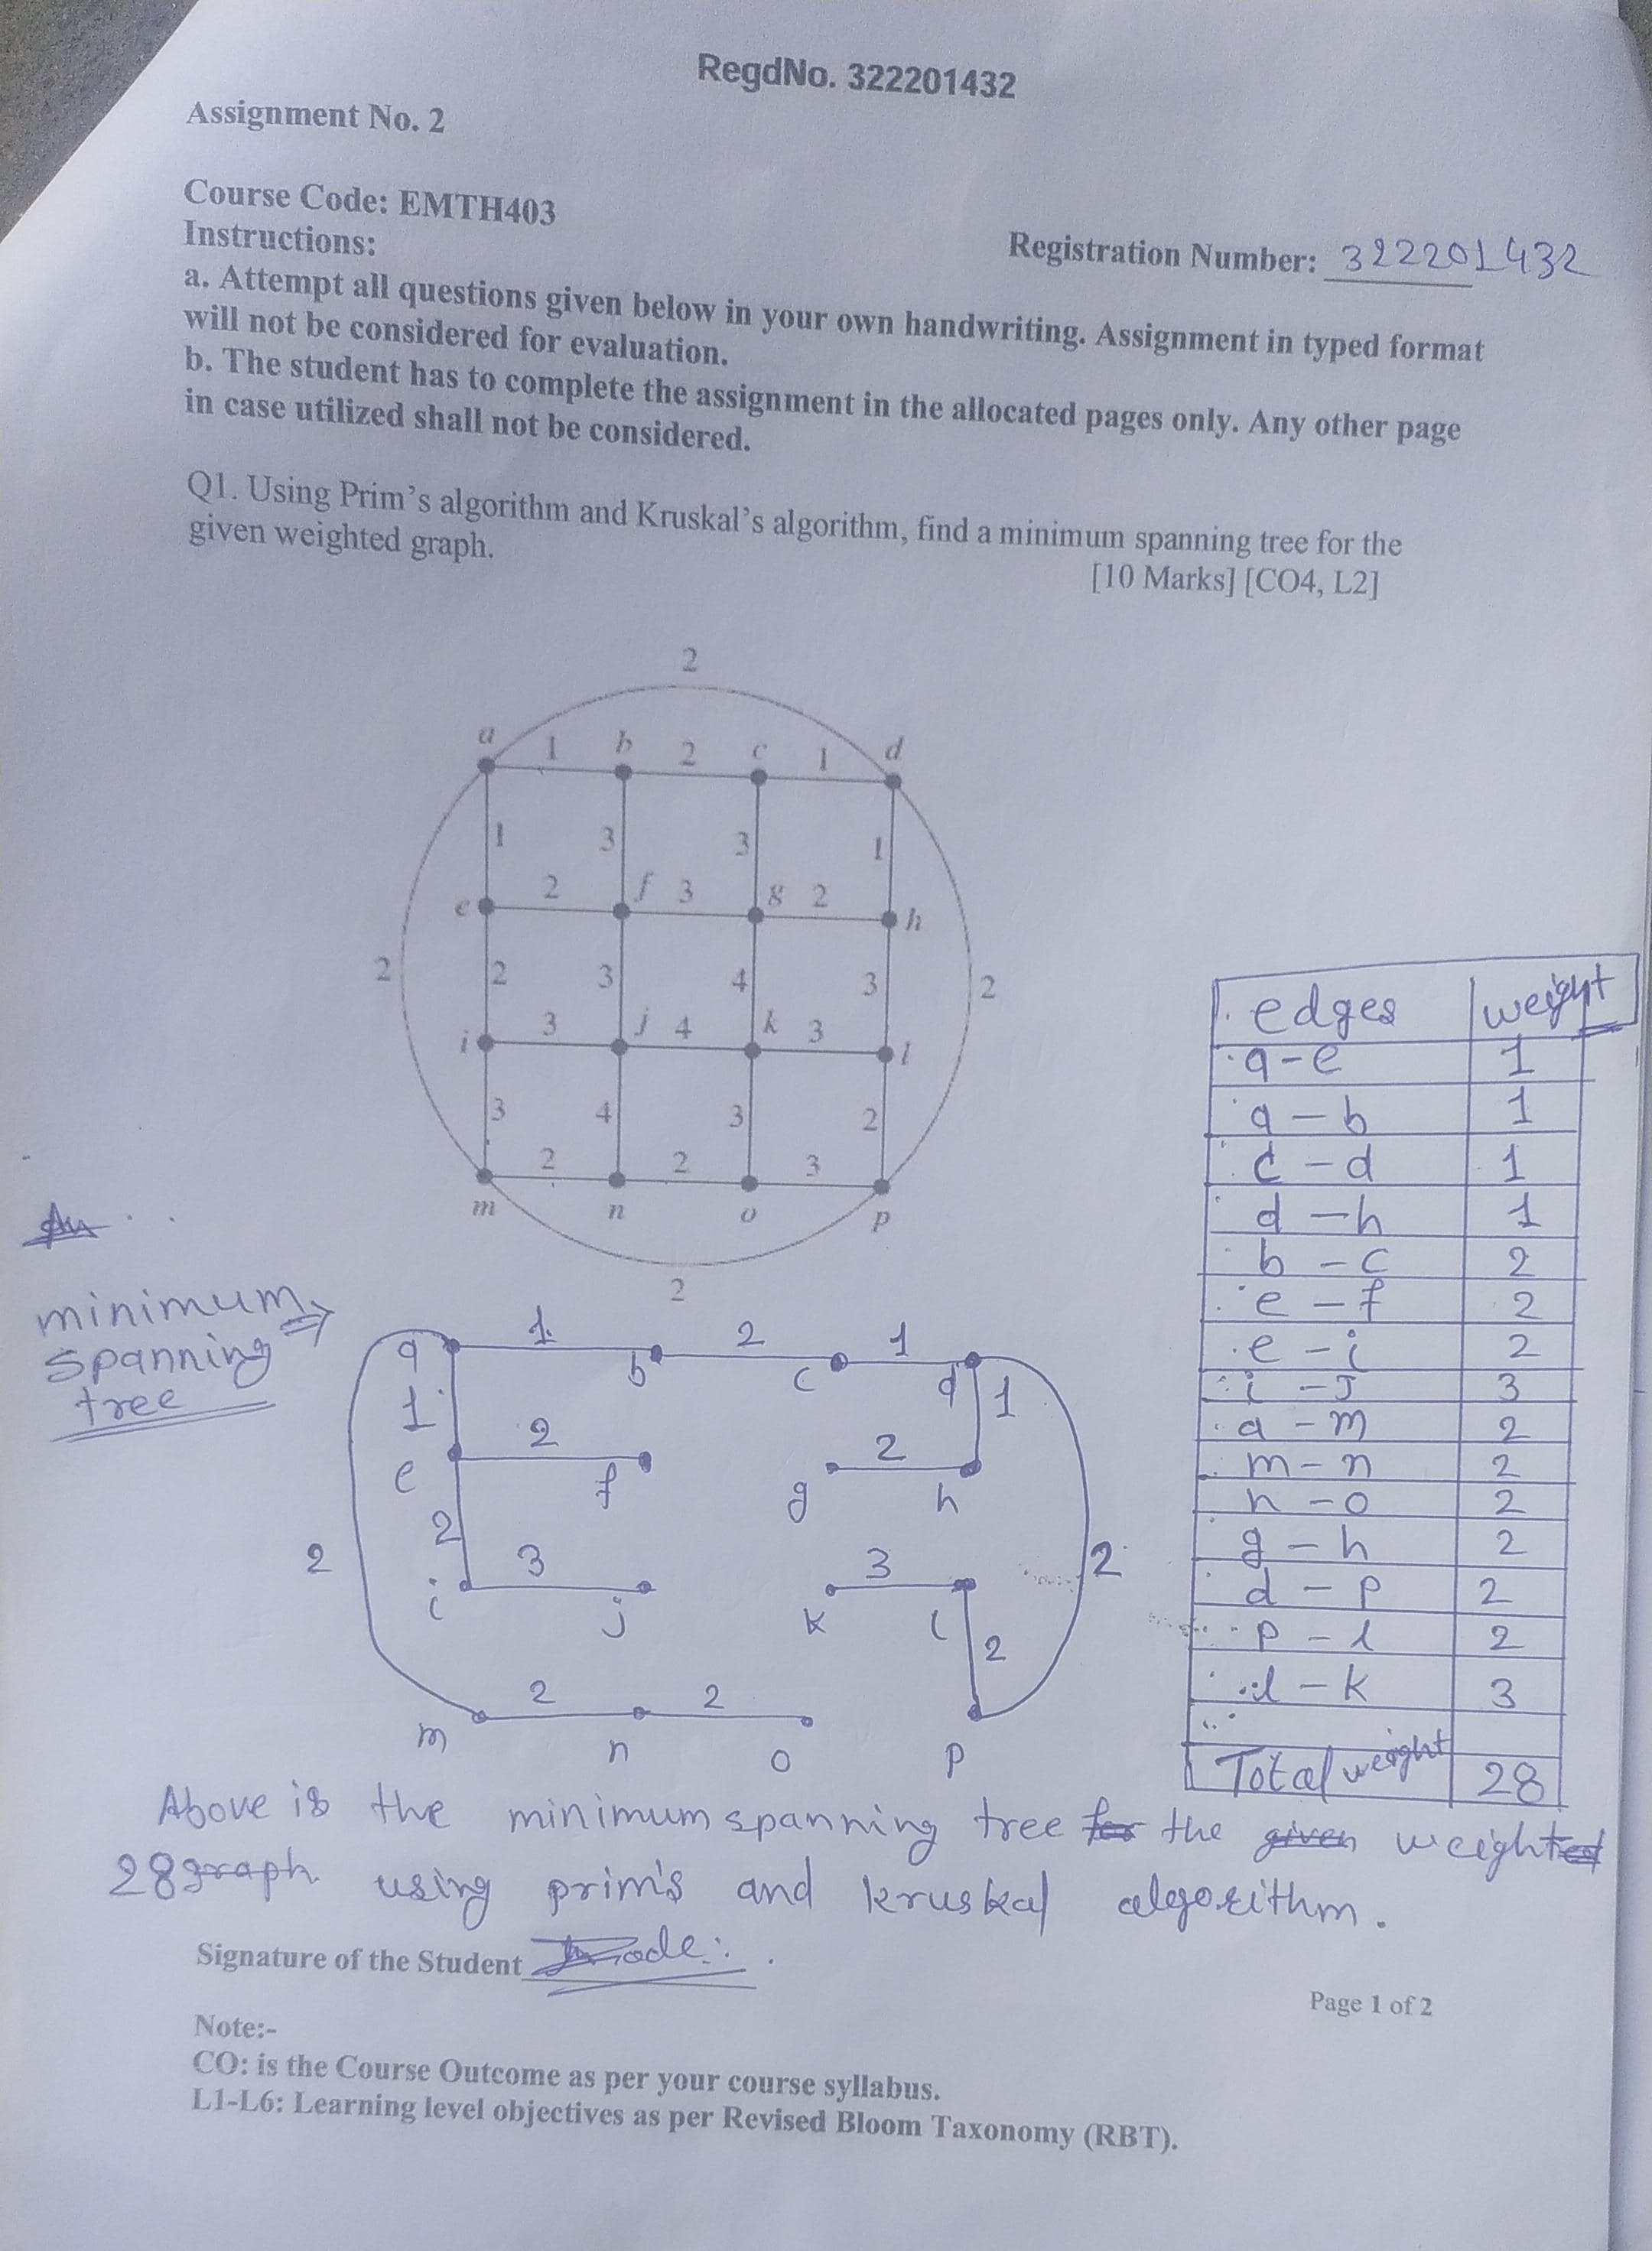 RegdNo. 322201432
Assignment No. 2
Course Code: EMTH403
Instructions:
Registration Number: 322201432
a. Attempt all questions given below in your own handwriting. Assignment in typed format
will not be considered for evaluation.
b. The student has to complete the assignment in the allocated pages only. Any other page
in case utilized shall not be considered.
Q1. Using Prim's algorithm and Kruskal's algorithm, find a minimum spanning tree for the
given weighted graph.
[10 Marks] [CO4, L2]
2
a 1 b 2 c 1 d
1 3 3 1
e 2 f 3 g 2 h
2 2 3 4 3 2
i 3 j 4 k 3 l
3 4 3 2
2 2 3
m n o p
2
edges weight
a-e 1
a-b 1
c-d 1
d-h 1
b-c 2
e-f 2
e-i 2
i-j 3
a-m 2
m-n 2
n-o 2
g-h 2
d-p 2
p-l 2
l-k 3
Total weight 28
minimum
spanning
tree
a 1 b 2 c 1 d
1 1
e 2 f g 2 h
2 2 2
i 3 j k 3 l
2
2 2
m n o p
Above is the minimum spanning tree for the given weighted
28 graph using prim's and kruskal algorithm.
Signature of the Student
Page 1 of 2
Note:-
CO: is the Course Outcome as per your course syllabus.
L1-L6: Learning level objectives as per Revised Bloom Taxonomy (RBT).